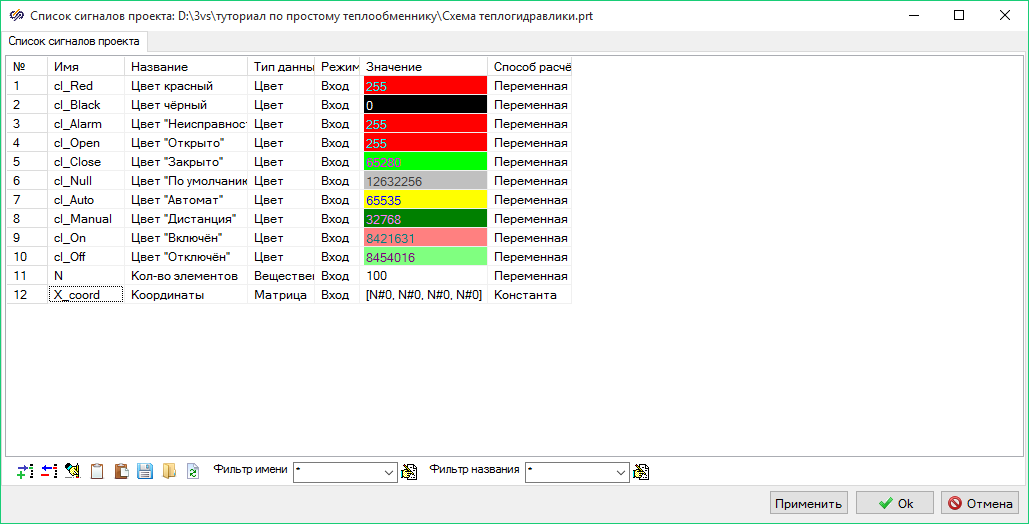 Список сигналов проекта: D:\3vs\туториал по простому теплообменнику\Схема теплогидравлики.prt
Список сигналов проекта
№ Имя Название Тип данны Режим Значение Способ расчё
1 cl_Red Цвет красный Цвет Вход 255 Переменная
2 cl_Black Цвет чёрный Цвет Вход 0 Переменная
3 cl_Alarm Цвет "Неисправност Цвет Вход 255 Переменная
4 cl_Open Цвет "Открыто" Цвет Вход 255 Переменная
5 cl_Close Цвет "Закрыто" Цвет Вход 65280 Переменная
6 cl_Null Цвет "По умолчанию Цвет Вход 12632256 Переменная
7 cl_Auto Цвет "Автомат" Цвет Вход 65535 Переменная
8 cl_Manual Цвет "Дистанция" Цвет Вход 32768 Переменная
9 cl_On Цвет "Включён" Цвет Вход 8421631 Переменная
10 cl_Off Цвет "Отключён" Цвет Вход 8454016 Переменная
11 N Кол-во элементов Веществен Вход 100 Переменная
12 X_coord Координаты Матрица Вход [N#0, N#0, N#0, N#0] Константа
Фильтр имени * Фильтр названия *
Применить Ok Отмена